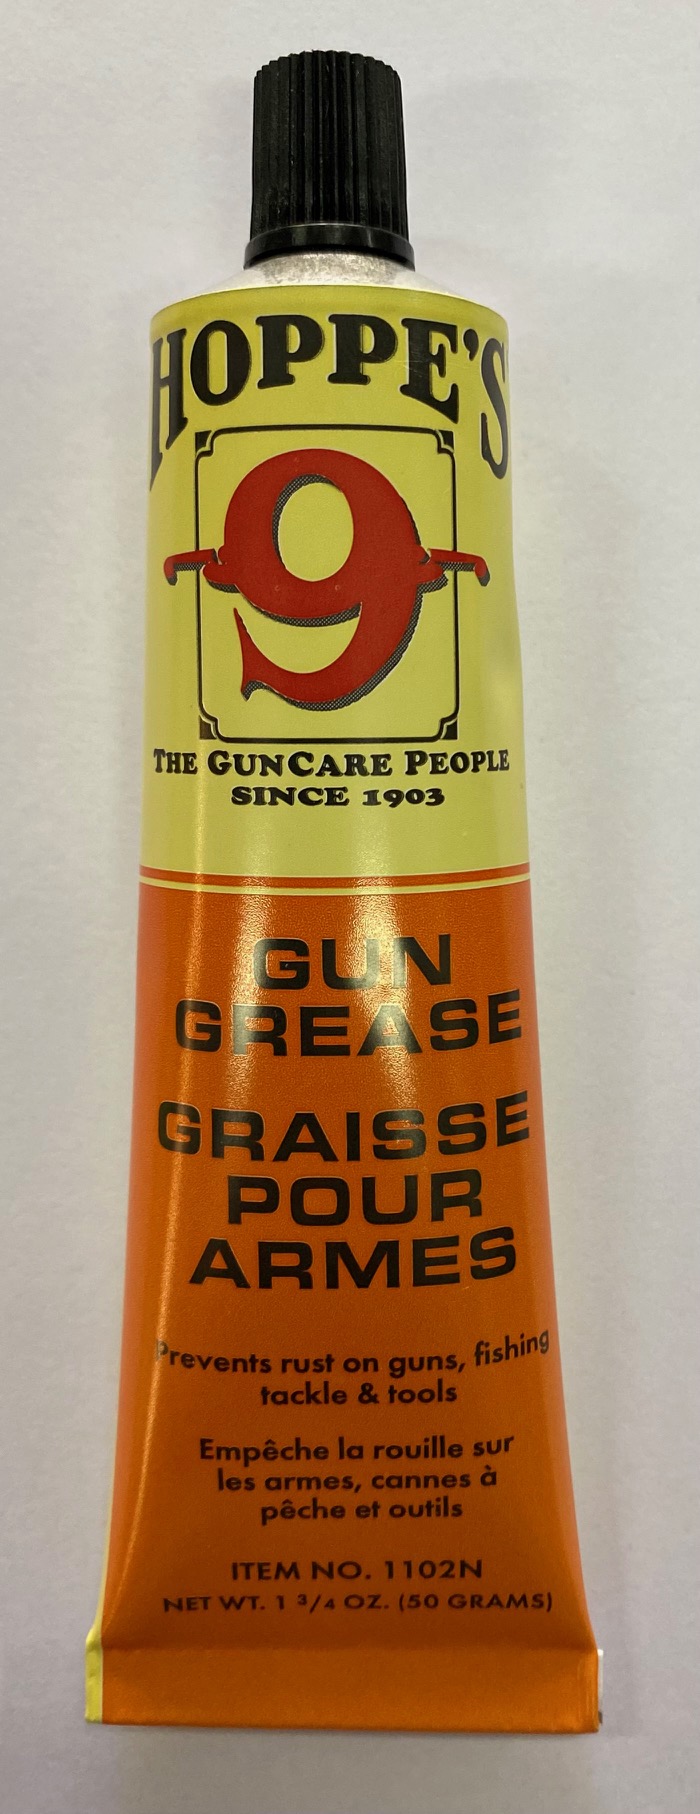 HOPPE'S
9
THE GUNCARE PEOPLE
SINCE 1903
GUN
GREASE
GRAISSE
POUR
ARMES
Prevents rust on guns, fishing
tackle & tools
Empêche la rouille sur
les armes, cannes à
pêche et outils
ITEM NO. 1102N
NET WT. 1 3/4 OZ. (50 GRAMS)